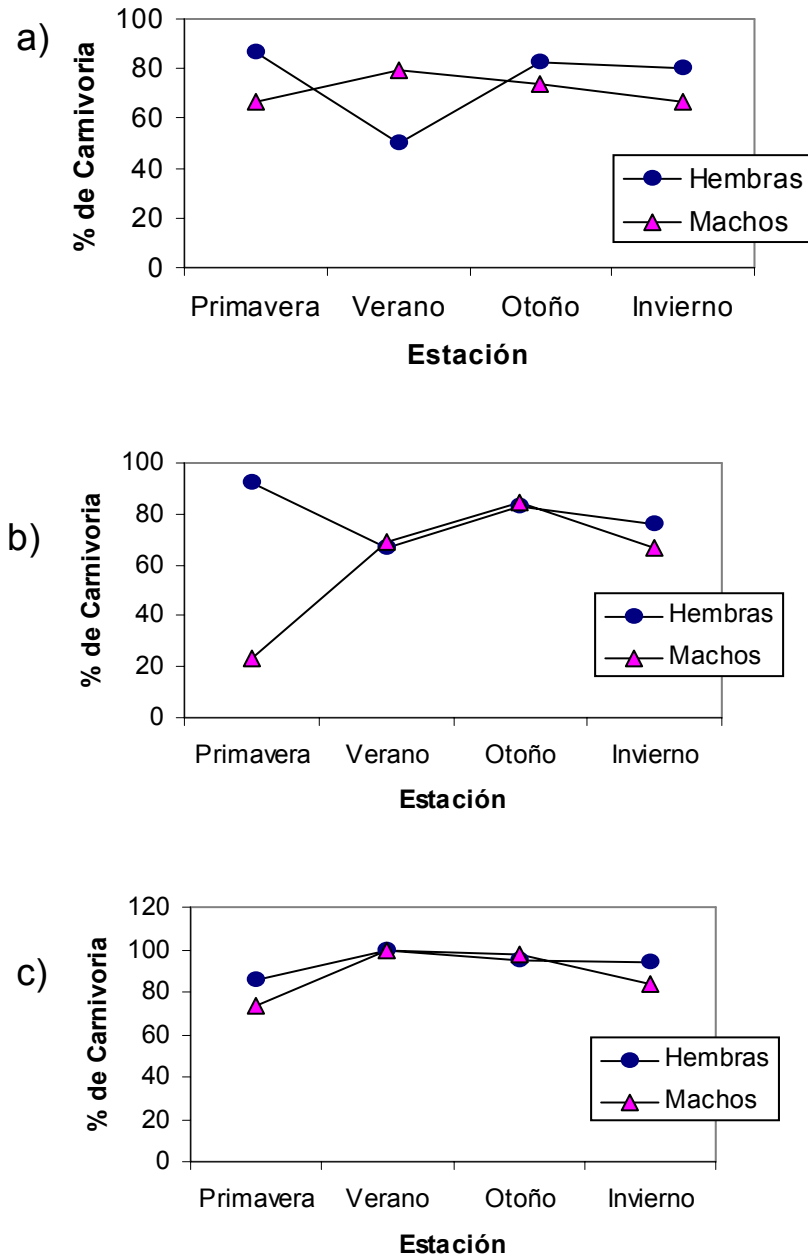 a)
% de Carnivoria
100
80
60
40
20
0
Hembras
Machos
Primavera Verano Otoño Invierno
Estación
b)
% de Carnivoria
100
80
60
40
20
0
Hembras
Machos
Primavera Verano Otoño Invierno
Estación
c)
% de Carnivoria
120
100
80
60
40
20
0
Hembras
Machos
Primavera Verano Otoño Invierno
Estación